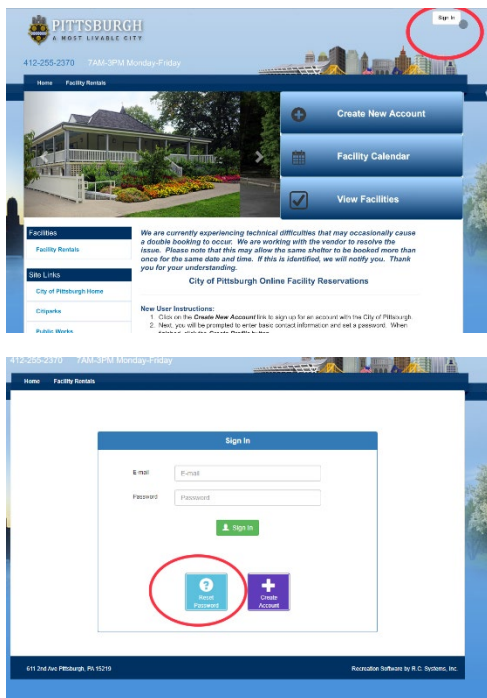 PITTSBURGH
A MOST LIVABLE CITY
Sign In
412-255-2370 7AM-3PM Monday-Friday
Home Facility Rentals
Create New Account
Facility Calendar
View Facilities
Facilities
Facility Rentals
Site Links
City of Pittsburgh Home
Citiparks
Public Works
We are currently experiencing technical difficulties that may occasionally cause
a double booking to occur. We are working with the vendor to resolve the
issue. Please note that this may allow the same shelter to be booked more than
once for the same date and time. If this is identified, we will notify you. Thank
you for your understanding.
City of Pittsburgh Online Facility Reservations
New User Instructions:
1. Click on the Create New Account link to sign up for an account with the City of Pittsburgh.
2. Next, you will be prompted to enter basic contact information and set a password. When
finished, click the Create Profile button.
412-255-2370 7AM-3PM Monday-Friday
Home Facility Rentals
Sign In
E-mail E-mail
Password Password
Sign In
Reset
Password
Create
Account
611 2nd Ave Pittsburgh, PA 15219
Recreation Software by R.C. Systems, Inc.